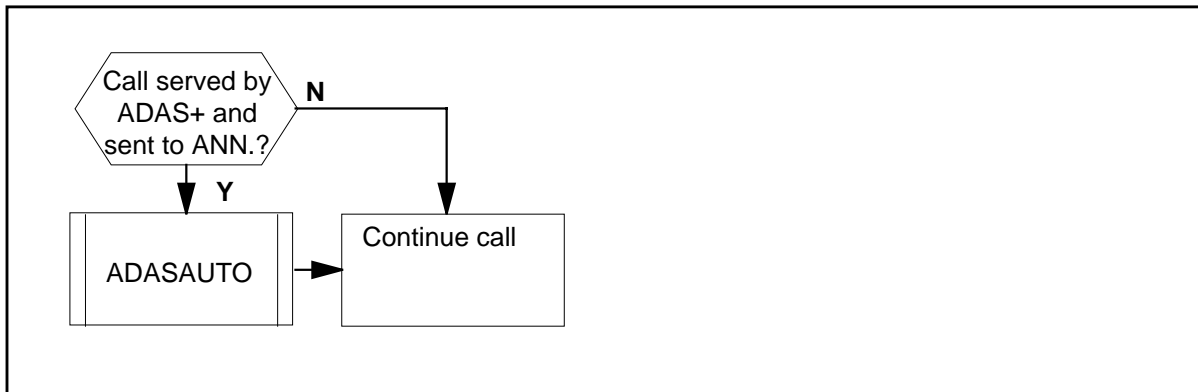 Call served by
ADAS+ and
sent to ANN.?
N
Y
ADASAUTO
Continue call